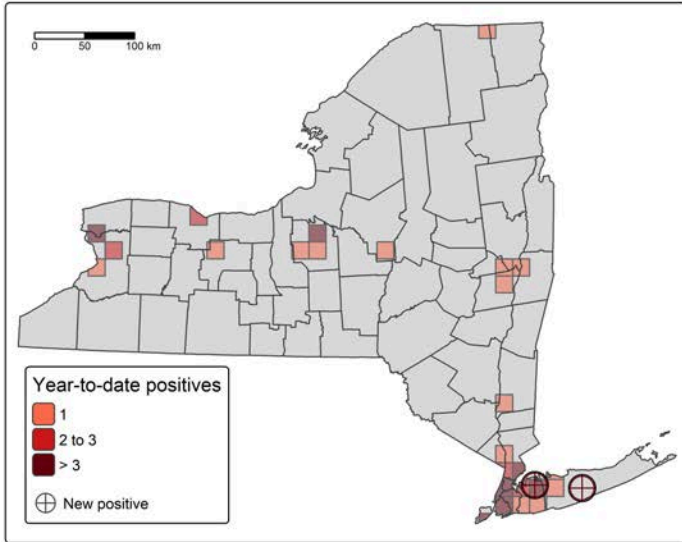 0 50 100 km
Year-to-date positives
1
2 to 3
> 3
New positive